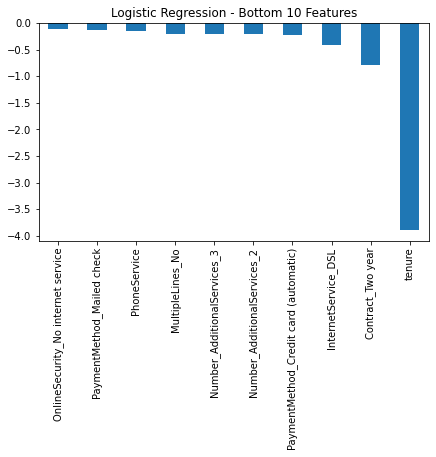 Logistic Regression - Bottom 10 Features
0.0
−0.5
−1.0
−1.5
−2.0
−2.5
−3.0
−3.5
−4.0
OnlineSecurity_No internet service
PaymentMethod_Mailed check
PhoneService
MultipleLines_No
Number_AdditionalServices_3
Number_AdditionalServices_2
PaymentMethod_Credit card (automatic)
InternetService_DSL
Contract_Two year
tenure